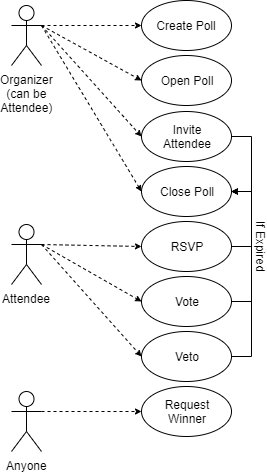 Create Poll
Organizer
(can be
Attendee)
Open Poll
Invite
Attendee
Close Poll
If Expired
Attendee
RSVP
Vote
Veto
Anyone
Request
Winner